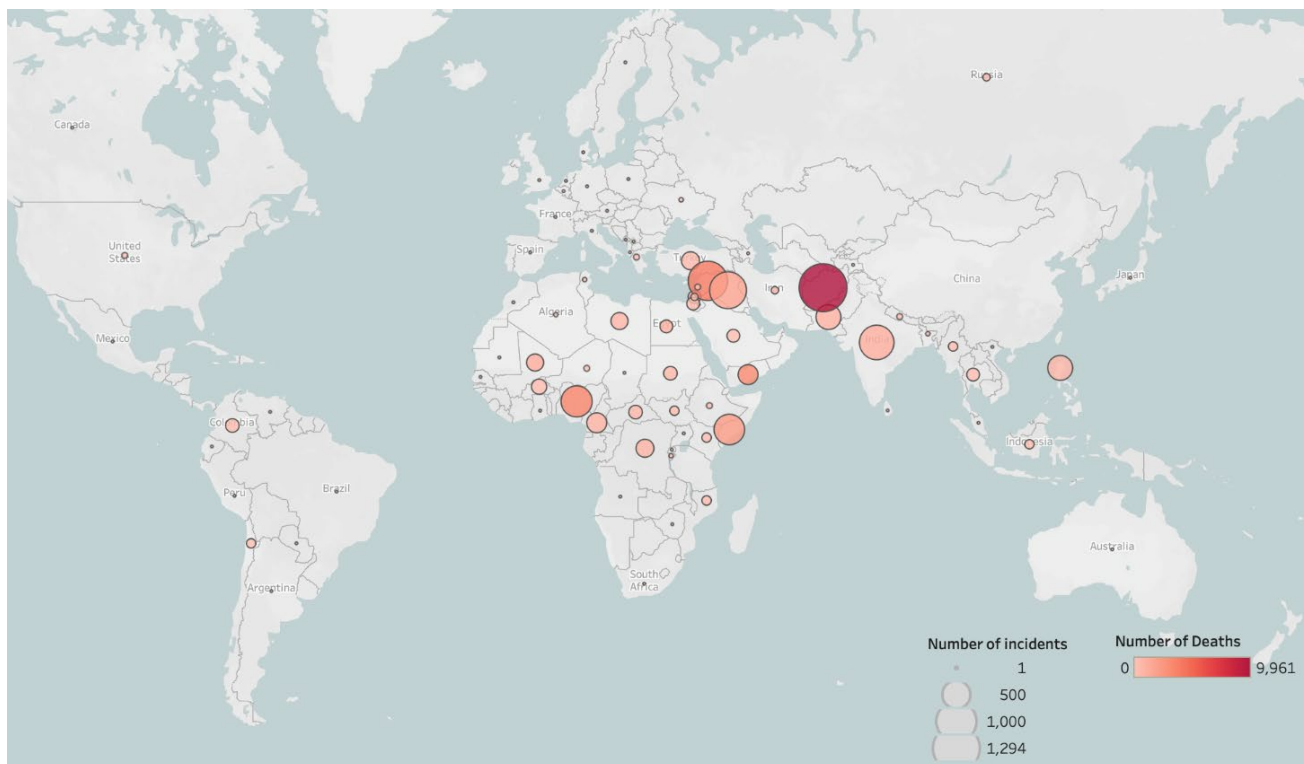 Russia
Canada
France
United
States
Spain
Turkey
Iran
China
Japan
Algeria
Egypt
Mexico
India
Colombia
Indonesia
Peru
Brazil
Australia
South
Africa
Argentina
Number of incidents
1
500
1,000
1,294
Number of Deaths
0
9,961